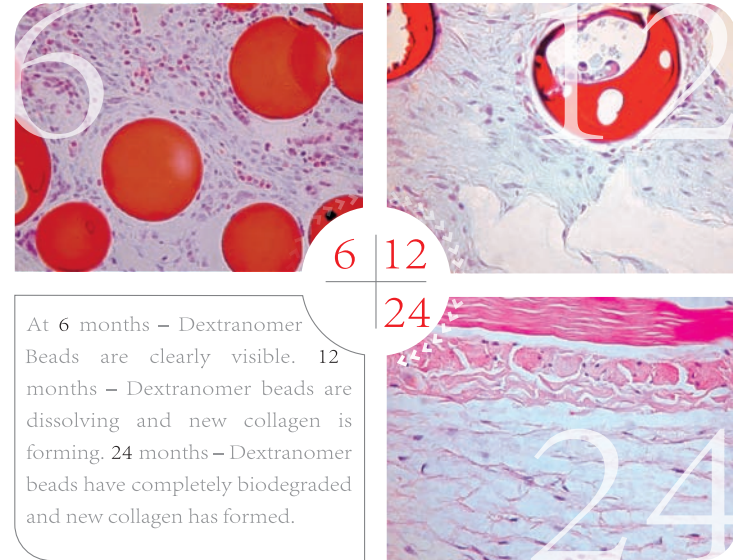 6
12
6 12
24
At 6 months – Dextranomer
Beads are clearly visible. 12
months – Dextranomer beads are
dissolving and new collagen is
forming. 24 months – Dextranomer
beads have completely biodegraded
and new collagen has formed.
24